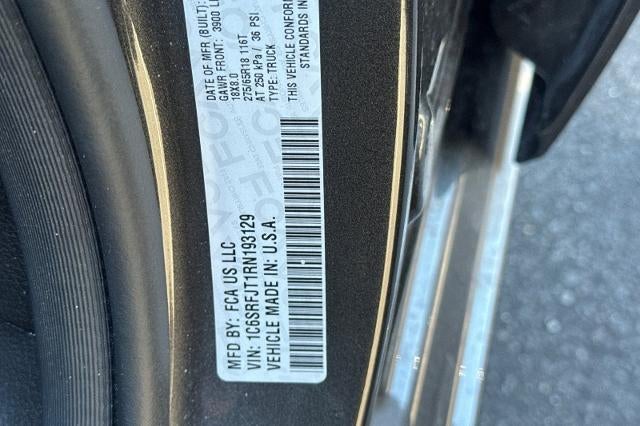 MFD BY: FCA US LLC
DATE OF MFR (BUILT):
GAWR FRONT: 3900 L
18X8.0
275/65R18 116T
AT 250 kPa / 36 PSI
VIN: 1C6SRFJT1RN193129
TYPE: TRUCK
VEHICLE MADE IN: U.S.A.
THIS VEHICLE CONFOR
STANDARDS IN